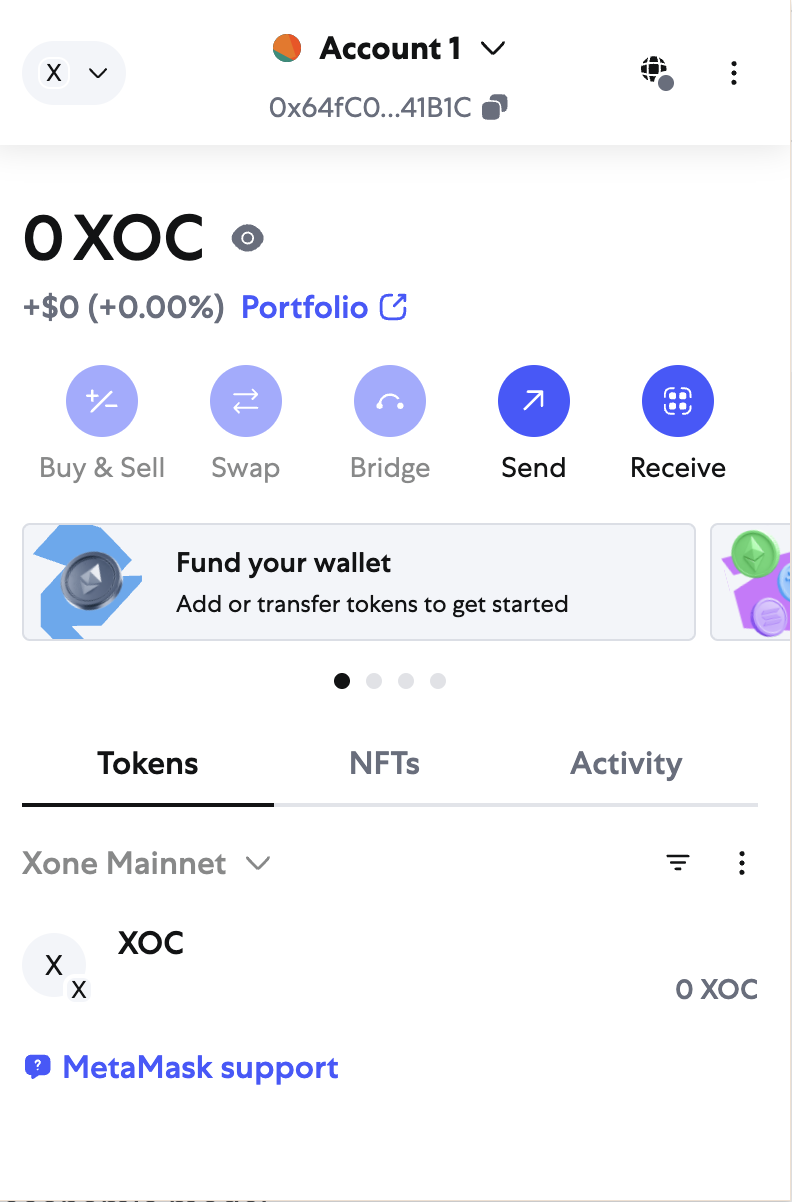 X
Account 1
0x64fC0...41B1C
0 XOC
+$0 (+0.00%) Portfolio
Buy & Sell Swap Bridge Send Receive
Fund your wallet
Add or transfer tokens to get started
Tokens NFTs Activity
Xone Mainnet
XOC
X
X
0 XOC
? MetaMask support